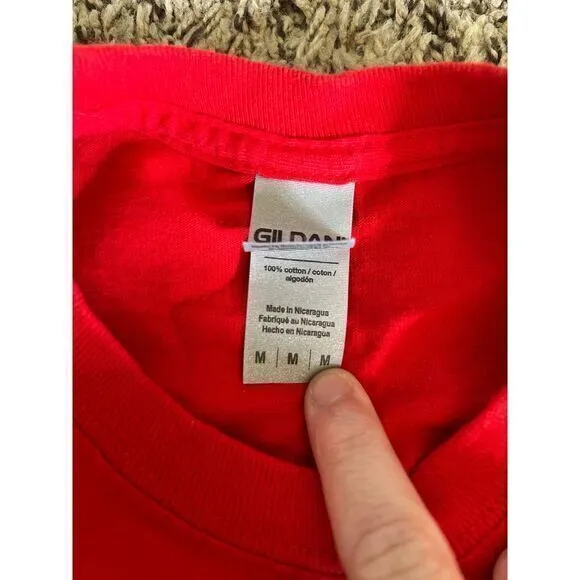 GILDAN
100% cotton / coton /
algodón
Made in Nicaragua
Fabriqué au Nicaragua
Hecho en Nicaragua
M | M | M